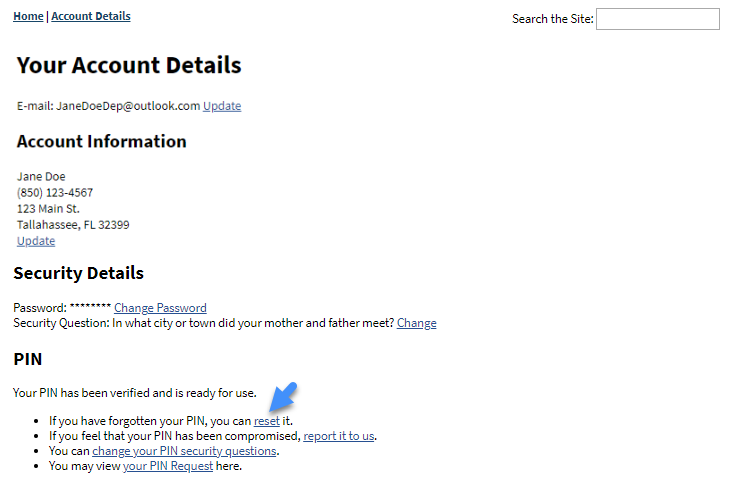 Home | Account Details
Search the Site:
Your Account Details
E-mail: JaneDoeDep@outlook.com Update
Account Information
Jane Doe
(850) 123-4567
123 Main St.
Tallahassee, FL 32399
Update
Security Details
Password: ******** Change Password
Security Question: In what city or town did your mother and father meet? Change
PIN
Your PIN has been verified and is ready for use.
• If you have forgotten your PIN, you can reset it.
• If you feel that your PIN has been compromised, report it to us.
• You can change your PIN security questions.
• You may view your PIN Request here.